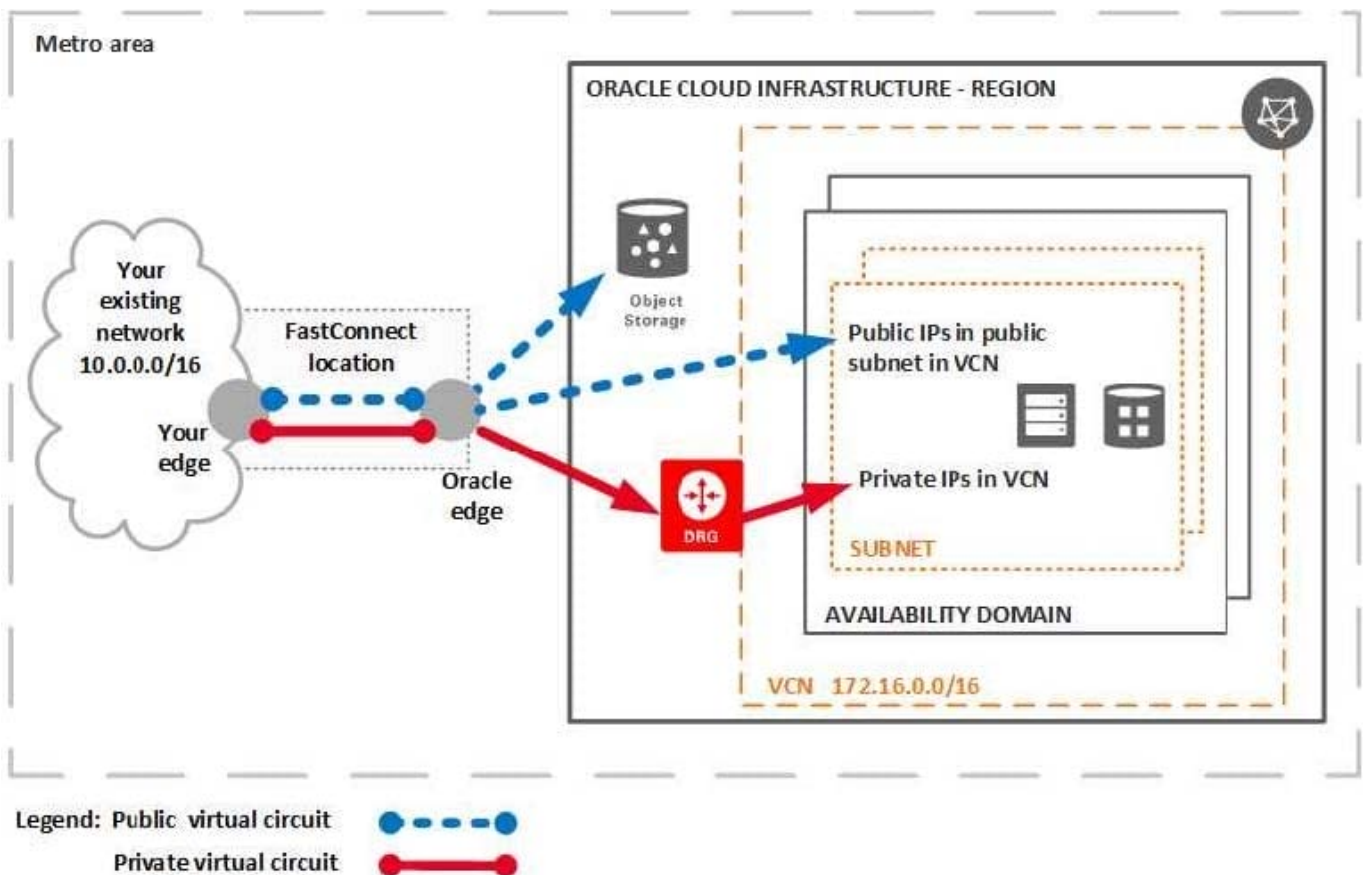 Metro area
ORACLE CLOUD INFRASTRUCTURE - REGION
Your
existing
network
10.0.0.0/16
FastConnect
location
Your
edge
Oracle
edge
Object
Storage
Public IPs in public
subnet in VCN
Private IPs in VCN
DRG
SUBNET
AVAILABILITY DOMAIN
VCN 172.16.0.0/16
Legend: Public virtual circuit
Private virtual circuit